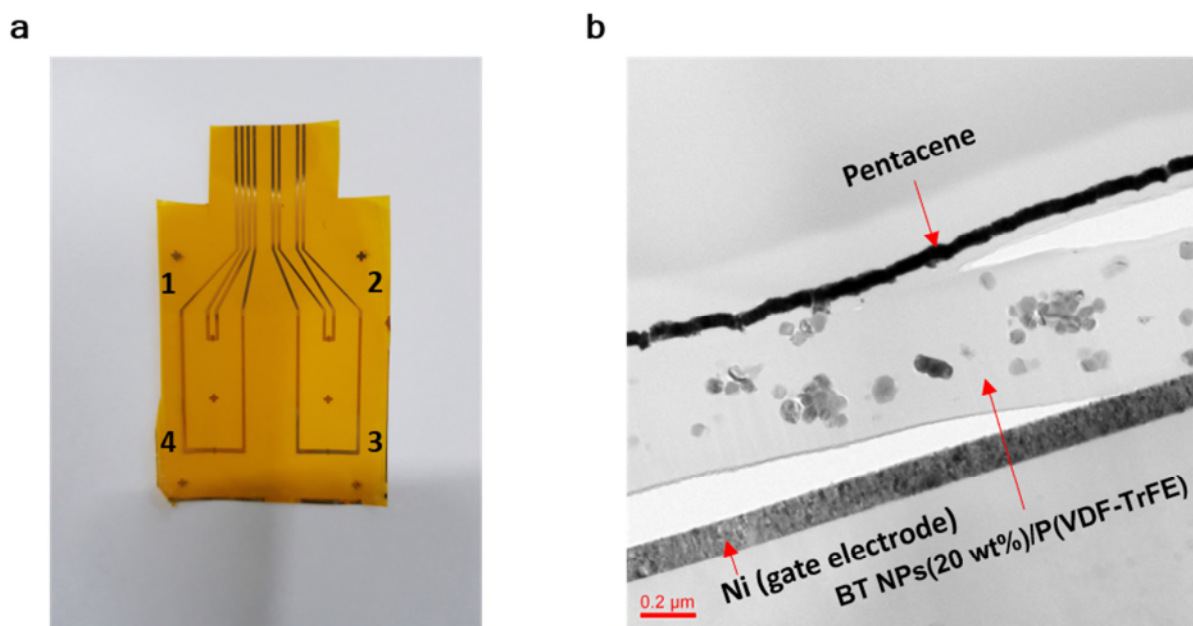 a
b
1
2
4
3
Pentacene
Ni (gate electrode)
BT NPs(20 wt%)/P(VDF-TrFE)
0.2 μm